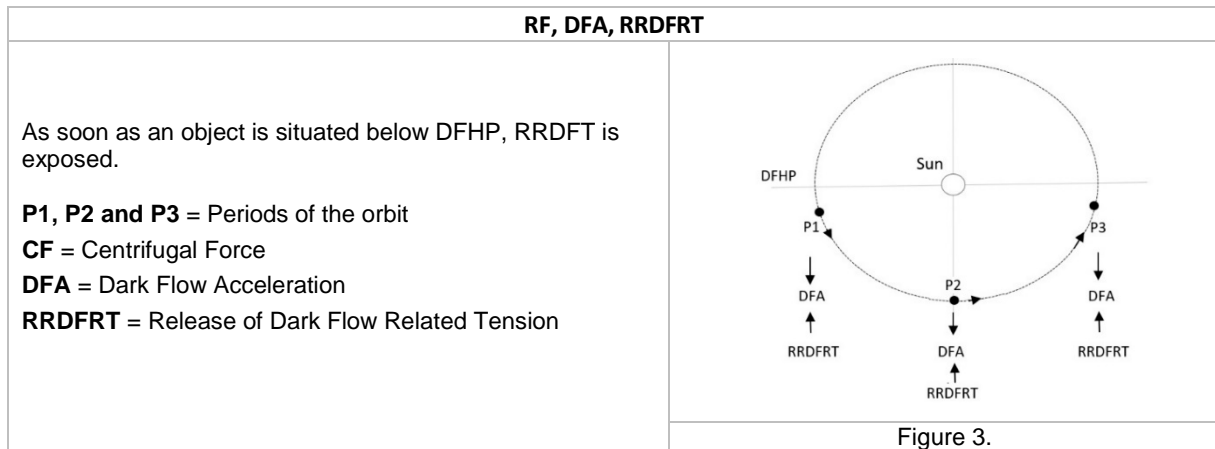 RF, DFA, RRDFRT
As soon as an object is situated below DFHP, RRDFT is
exposed.
P1, P2 and P3 = Periods of the orbit
CF = Centrifugal Force
DFA = Dark Flow Acceleration
RRDFRT = Release of Dark Flow Related Tension
Sun
DFHP
P1
P3
P2
DFA
DFA
RRDFRT
DFA
RRDFRT
RRDFRT
Figure 3.